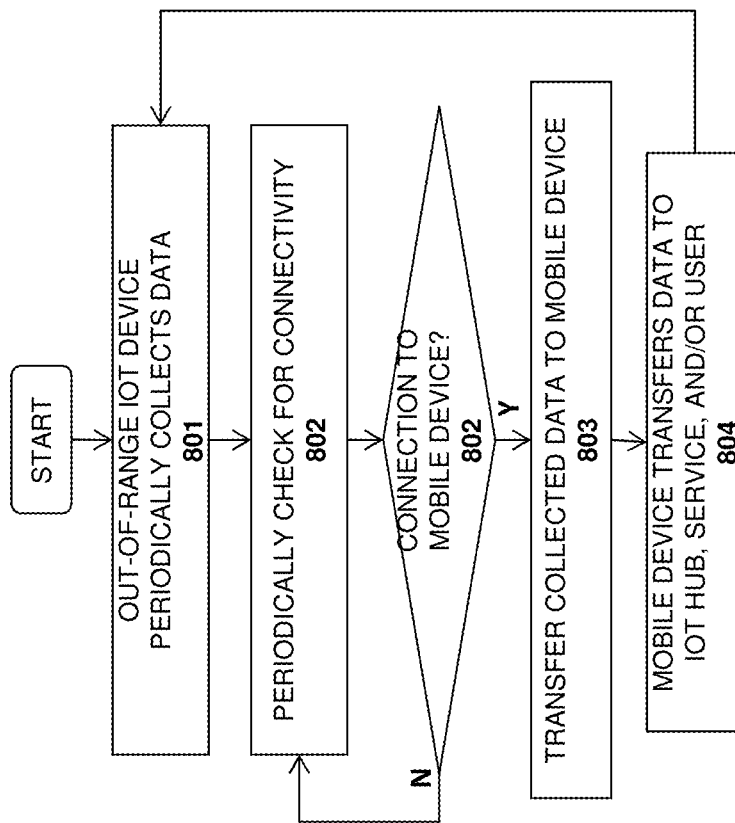 START
OUT-OF-RANGE IOT DEVICE
PERIODICALLY COLLECTS DATA
801
PERIODICALLY CHECK FOR CONNECTIVITY
802
CONNECTION TO
MOBILE DEVICE?
802
N
Y
TRANSFER COLLECTED DATA TO MOBILE DEVICE
803
MOBILE DEVICE TRANSFERS DATA TO
IOT HUB, SERVICE, AND/OR USER
804